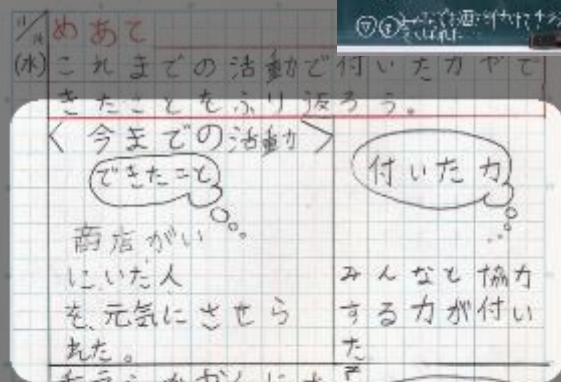 11/14
(水)
めあて
これまでの活動で付いた力やで
きたことをふり返ろう。
〈今までの活動〉
できたこと
商店がい
にいた人
を、元気にさせら
れた。
付いた力
みんなと協力
する力が付い
た